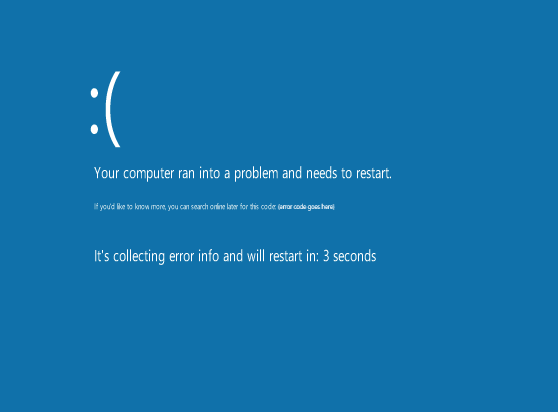 :(
Your computer ran into a problem and needs to restart.
If you'd like to know more, you can search online later for this code: (error code goes here)
It's collecting error info and will restart in: 3 seconds